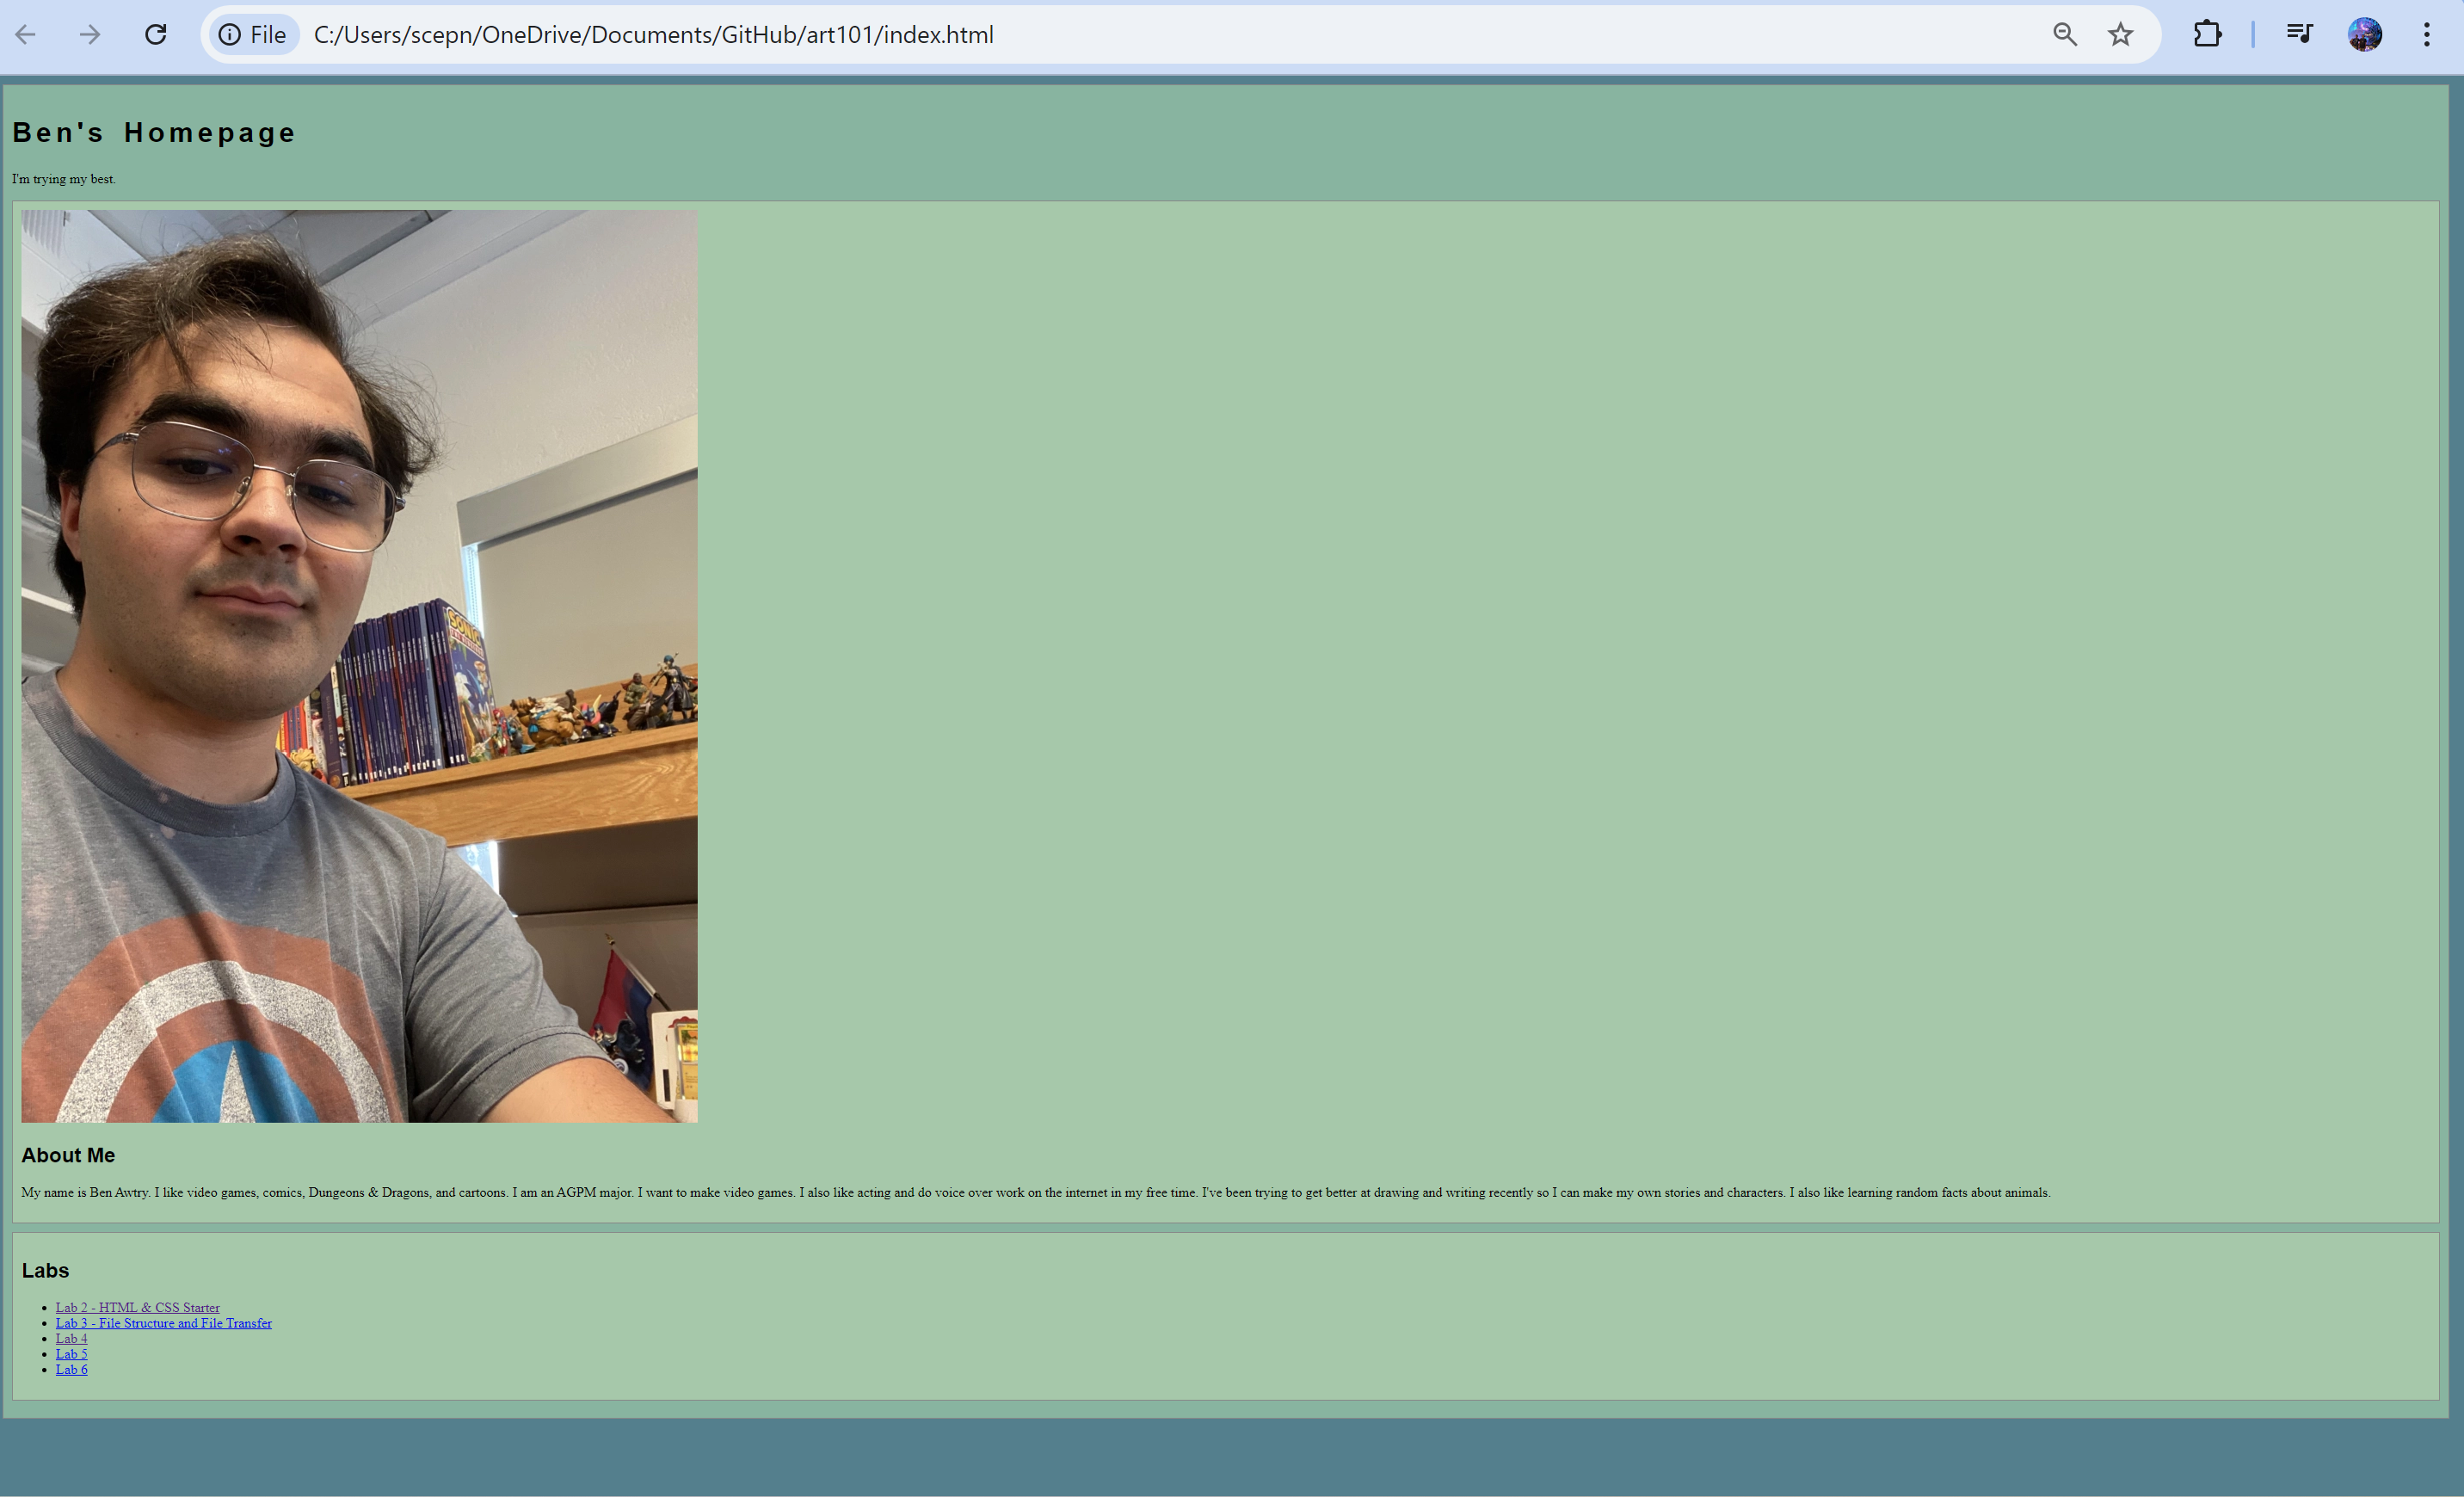 File C:/Users/scepn/OneDrive/Documents/GitHub/art101/index.html
Ben's Homepage
I'm trying my best.
SONIC
About Me
My name is Ben Awtry. I like video games, comics, Dungeons & Dragons, and cartoons. I am an AGPM major. I want to make video games. I also like acting and do voice over work on the internet in my free time. I've been trying to get better at drawing and writing recently so I can make my own stories and characters. I also like learning random facts about animals.
Labs
Lab 2 - HTML & CSS Starter
Lab 3 - File Structure and File Transfer
Lab 4
Lab 5
Lab 6